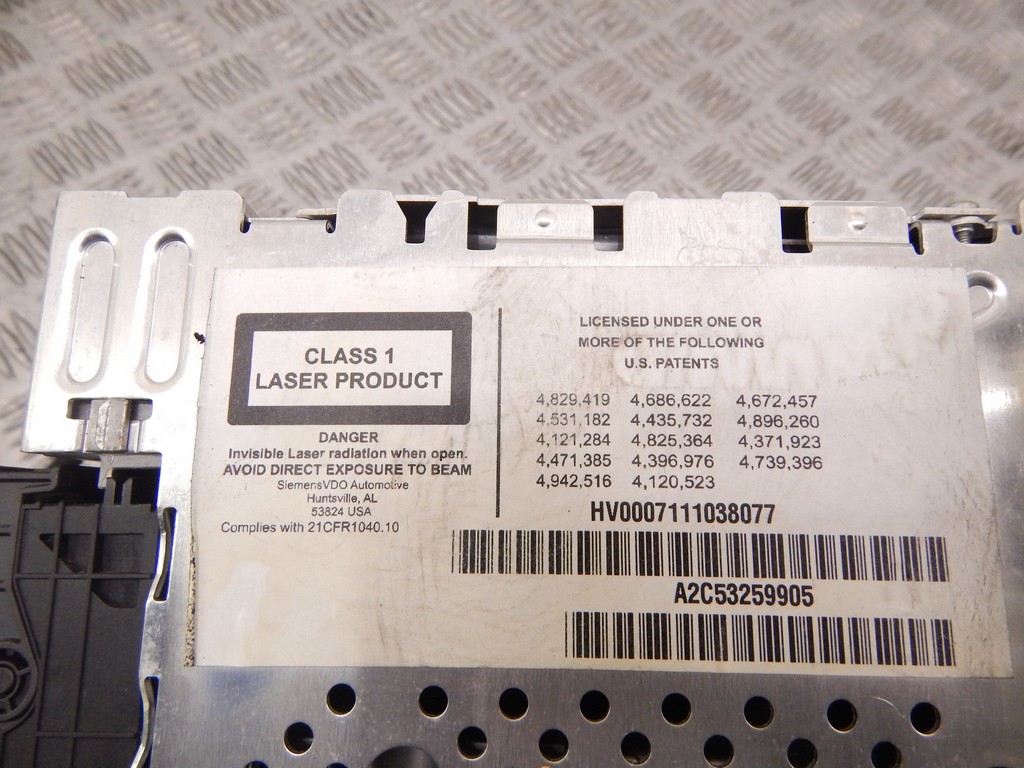 CLASS 1
LASER PRODUCT
DANGER
Invisible Laser radiation when open.
AVOID DIRECT EXPOSURE TO BEAM
SiemensVDO Automotive
Huntsville, AL
53824 USA
Complies with 21CFR1040.10
LICENSED UNDER ONE OR
MORE OF THE FOLLOWING
U.S. PATENTS
4,829,419 4,686,622 4,672,457
4,531,182 4,435,732 4,896,260
4,121,284 4,825,364 4,371,923
4,471,385 4,396,976 4,739,396
4,942,516 4,120,523
HV0007111038077
A2C53259905